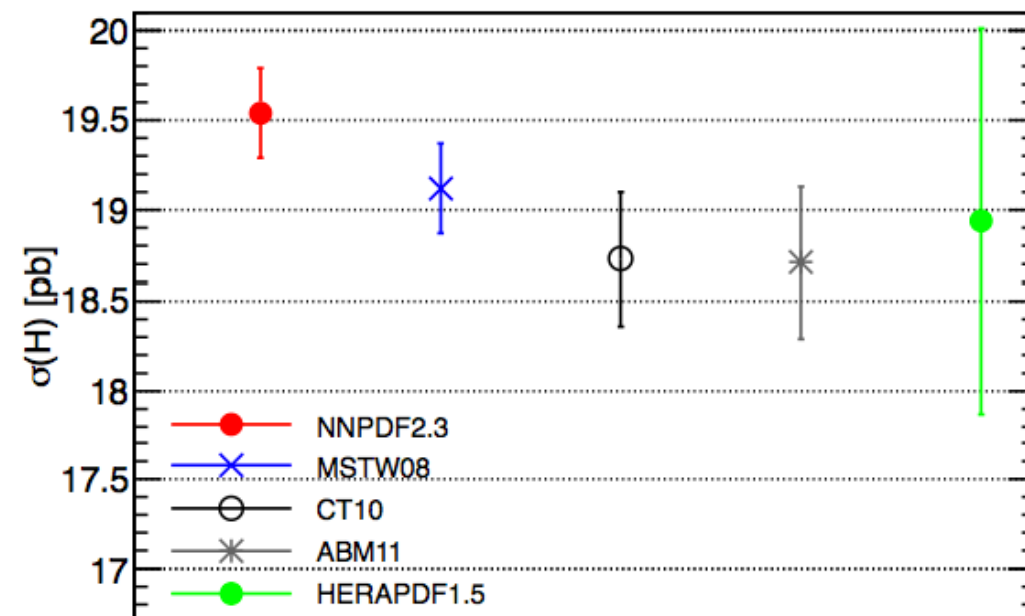 20
19.5
19
18.5
18
17.5
17
σ(H) [pb]
NNPDF2.3
MSTW08
CT10
ABM11
HERAPDF1.5